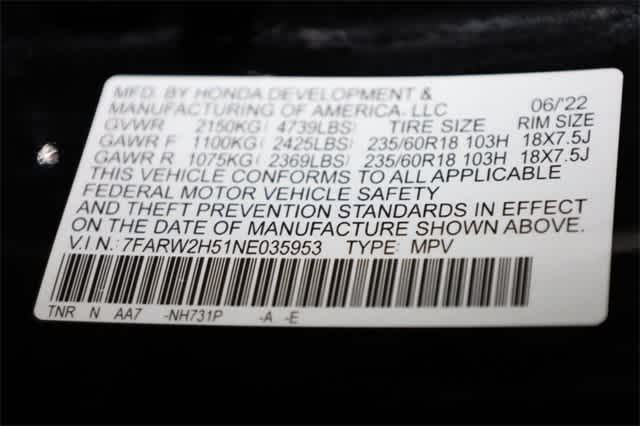 MFD. BY HONDA DEVELOPMENT &
MANUFACTURING OF AMERICA, LLC 06/'22
GVWR 2150KG( 4739LBS) TIRE SIZE RIM SIZE
GAWR F 1100KG( 2425LBS) 235/60R18 103H 18X7.5J
GAWR R 1075KG( 2369LBS) 235/60R18 103H 18X7.5J
THIS VEHICLE CONFORMS TO ALL APPLICABLE
FEDERAL MOTOR VEHICLE SAFETY
AND THEFT PREVENTION STANDARDS IN EFFECT
ON THE DATE OF MANUFACTURE SHOWN ABOVE.
V.I.N: 7FARW2H51NE035953 TYPE: MPV
TNR N AA7 -NH731P -A -E